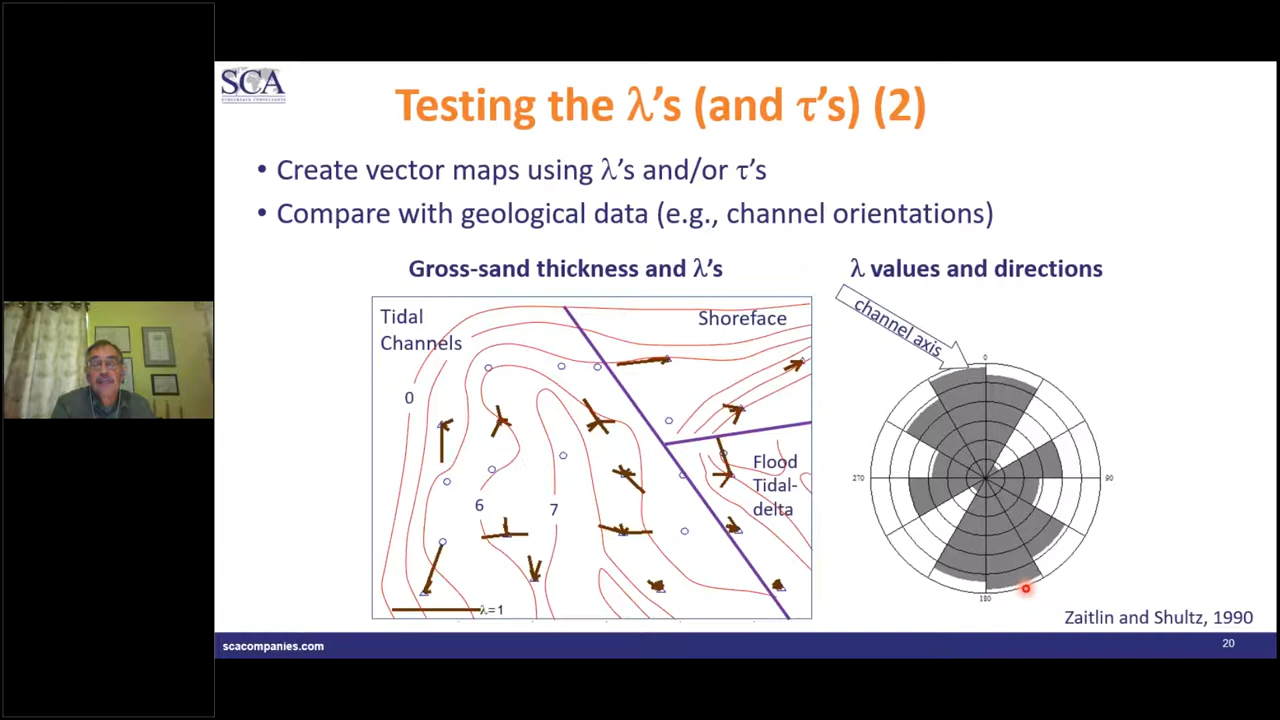 SCA
Testing the λ's (and τ's) (2)
• Create vector maps using λ's and/or τ's
• Compare with geological data (e.g., channel orientations)
Gross-sand thickness and λ's
λ values and directions
Tidal
Channels
Shoreface
0
6
7
Flood
Tidal-
delta
λ=1
channel axis
0
270
90
180
Zaitlin and Shultz, 1990
scacompanies.com
20